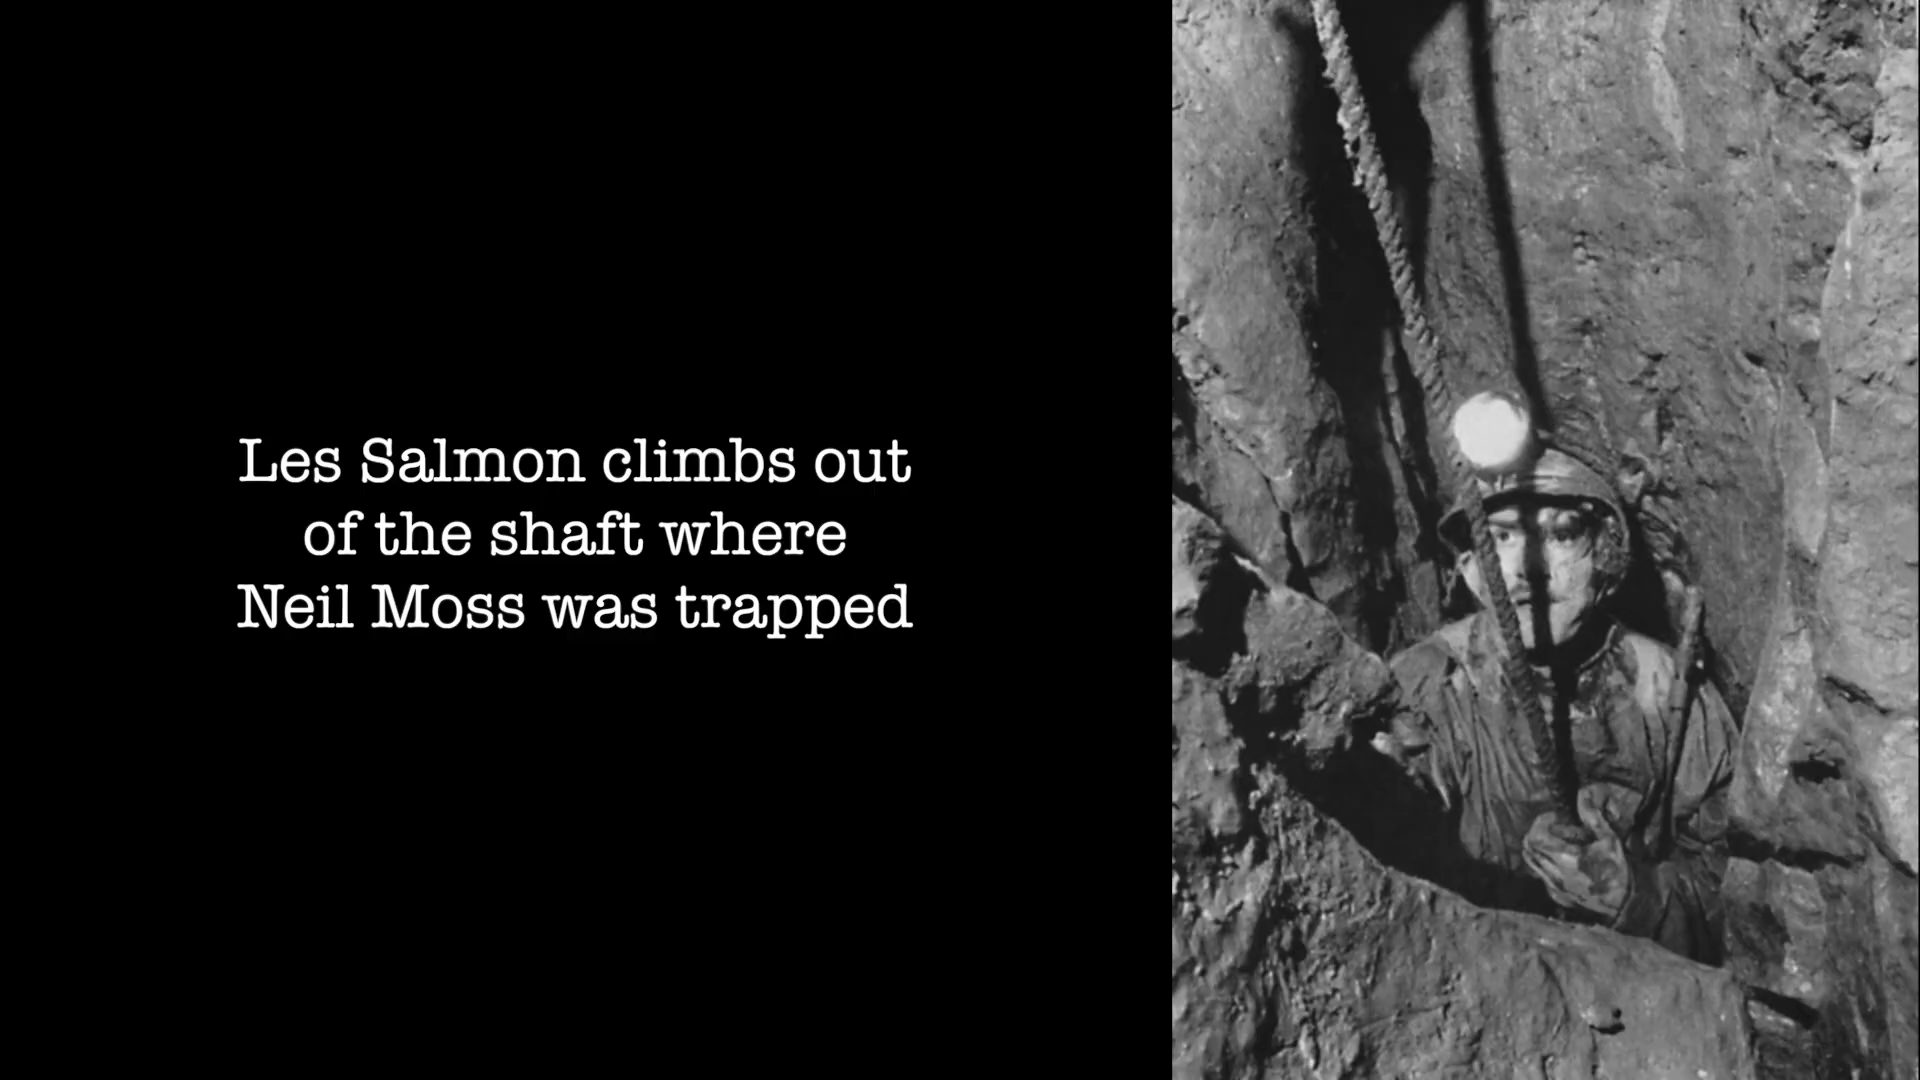 Les Salmon climbs out
of the shaft where
Neil Moss was trapped